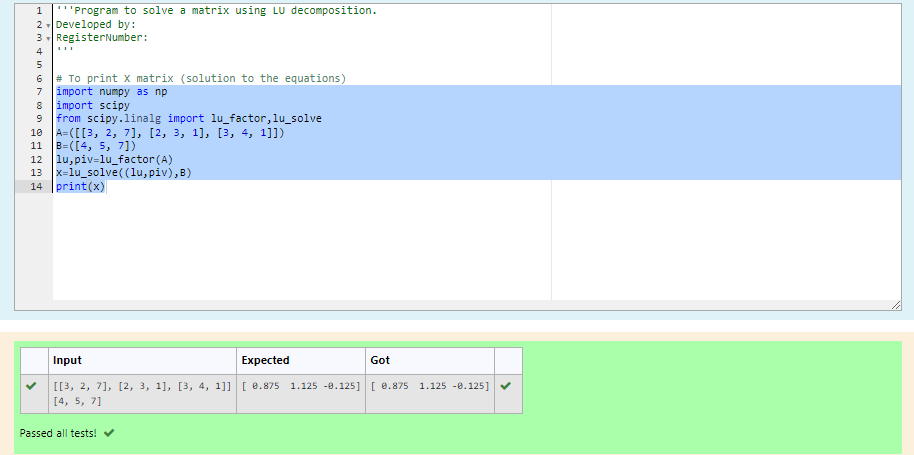 1 '''Program to solve a matrix using LU decomposition.
2 Developed by:
3 RegisterNumber:
4 '''
5
6 # To print X matrix (solution to the equations)
7 import numpy as np
8 import scipy
9 from scipy.linalg import lu_factor,lu_solve
10 A=([[3, 2, 7], [2, 3, 1], [3, 4, 1]])
11 B=([4, 5, 7])
12 lu,piv=lu_factor(A)
13 x=lu_solve((lu,piv),B)
14 print(x)
Input Expected Got
[[3, 2, 7], [2, 3, 1], [3, 4, 1]] [ 0.875  1.125 -0.125] [ 0.875  1.125 -0.125]
[4, 5, 7]
Passed all tests!